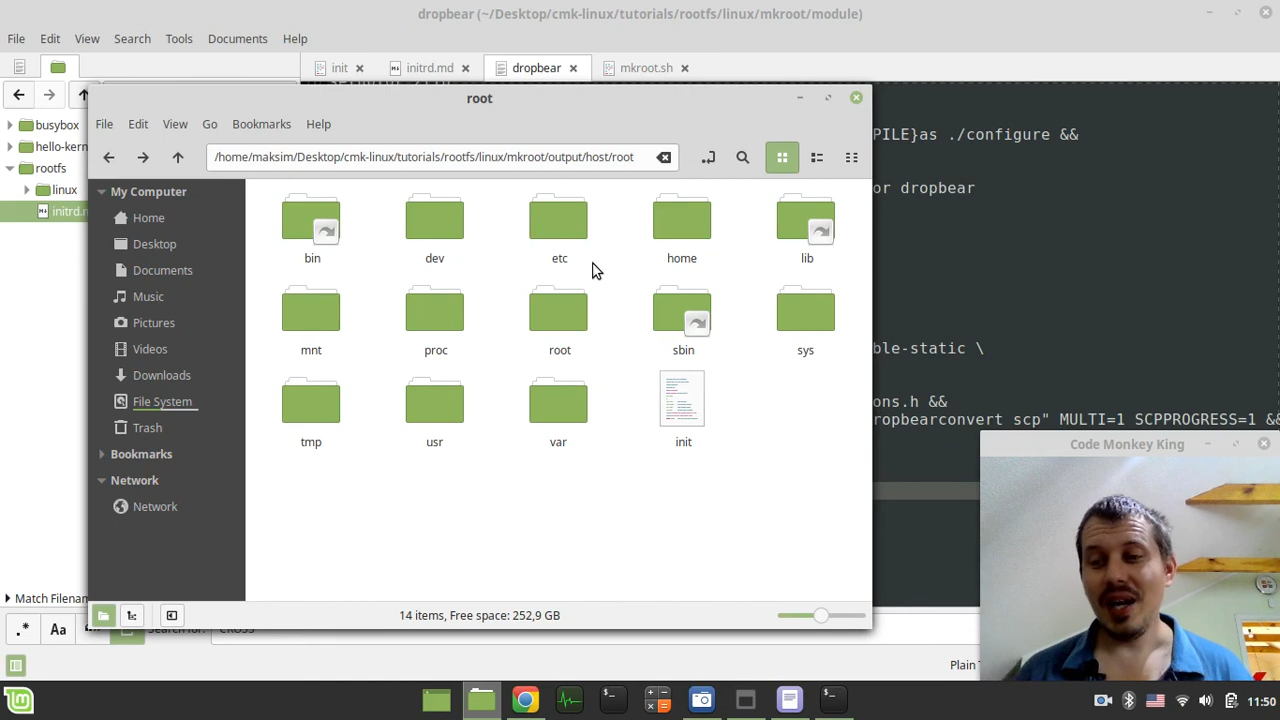 dropbear (~/Desktop/cmk-linux/tutorials/rootfs/linux/mkroot/module)
File Edit View Search Tools Documents Help
init initrd.md dropbear mkroot.sh
root
busybox
hello-kern
rootfs
linux
initrd.m
File Edit View Go Bookmarks Help
/home/maksim/Desktop/cmk-linux/tutorials/rootfs/linux/mkroot/output/host/root
My Computer
Home
Desktop
Documents
Music
Pictures
Videos
Downloads
File System
Trash
Bookmarks
Network
Network
bin dev etc home lib
mnt proc root sbin sys
tmp usr var init
14 items, Free space: 252,9 GB
PILE}as ./configure &&
or dropbear
ble-static \
ons.h &&
ropbearconvert scp" MULTI=1 SCPPROGRESS=1 &&
Code Monkey King
Match Filenam
.* Aa
Plain
>_ >_
11:50